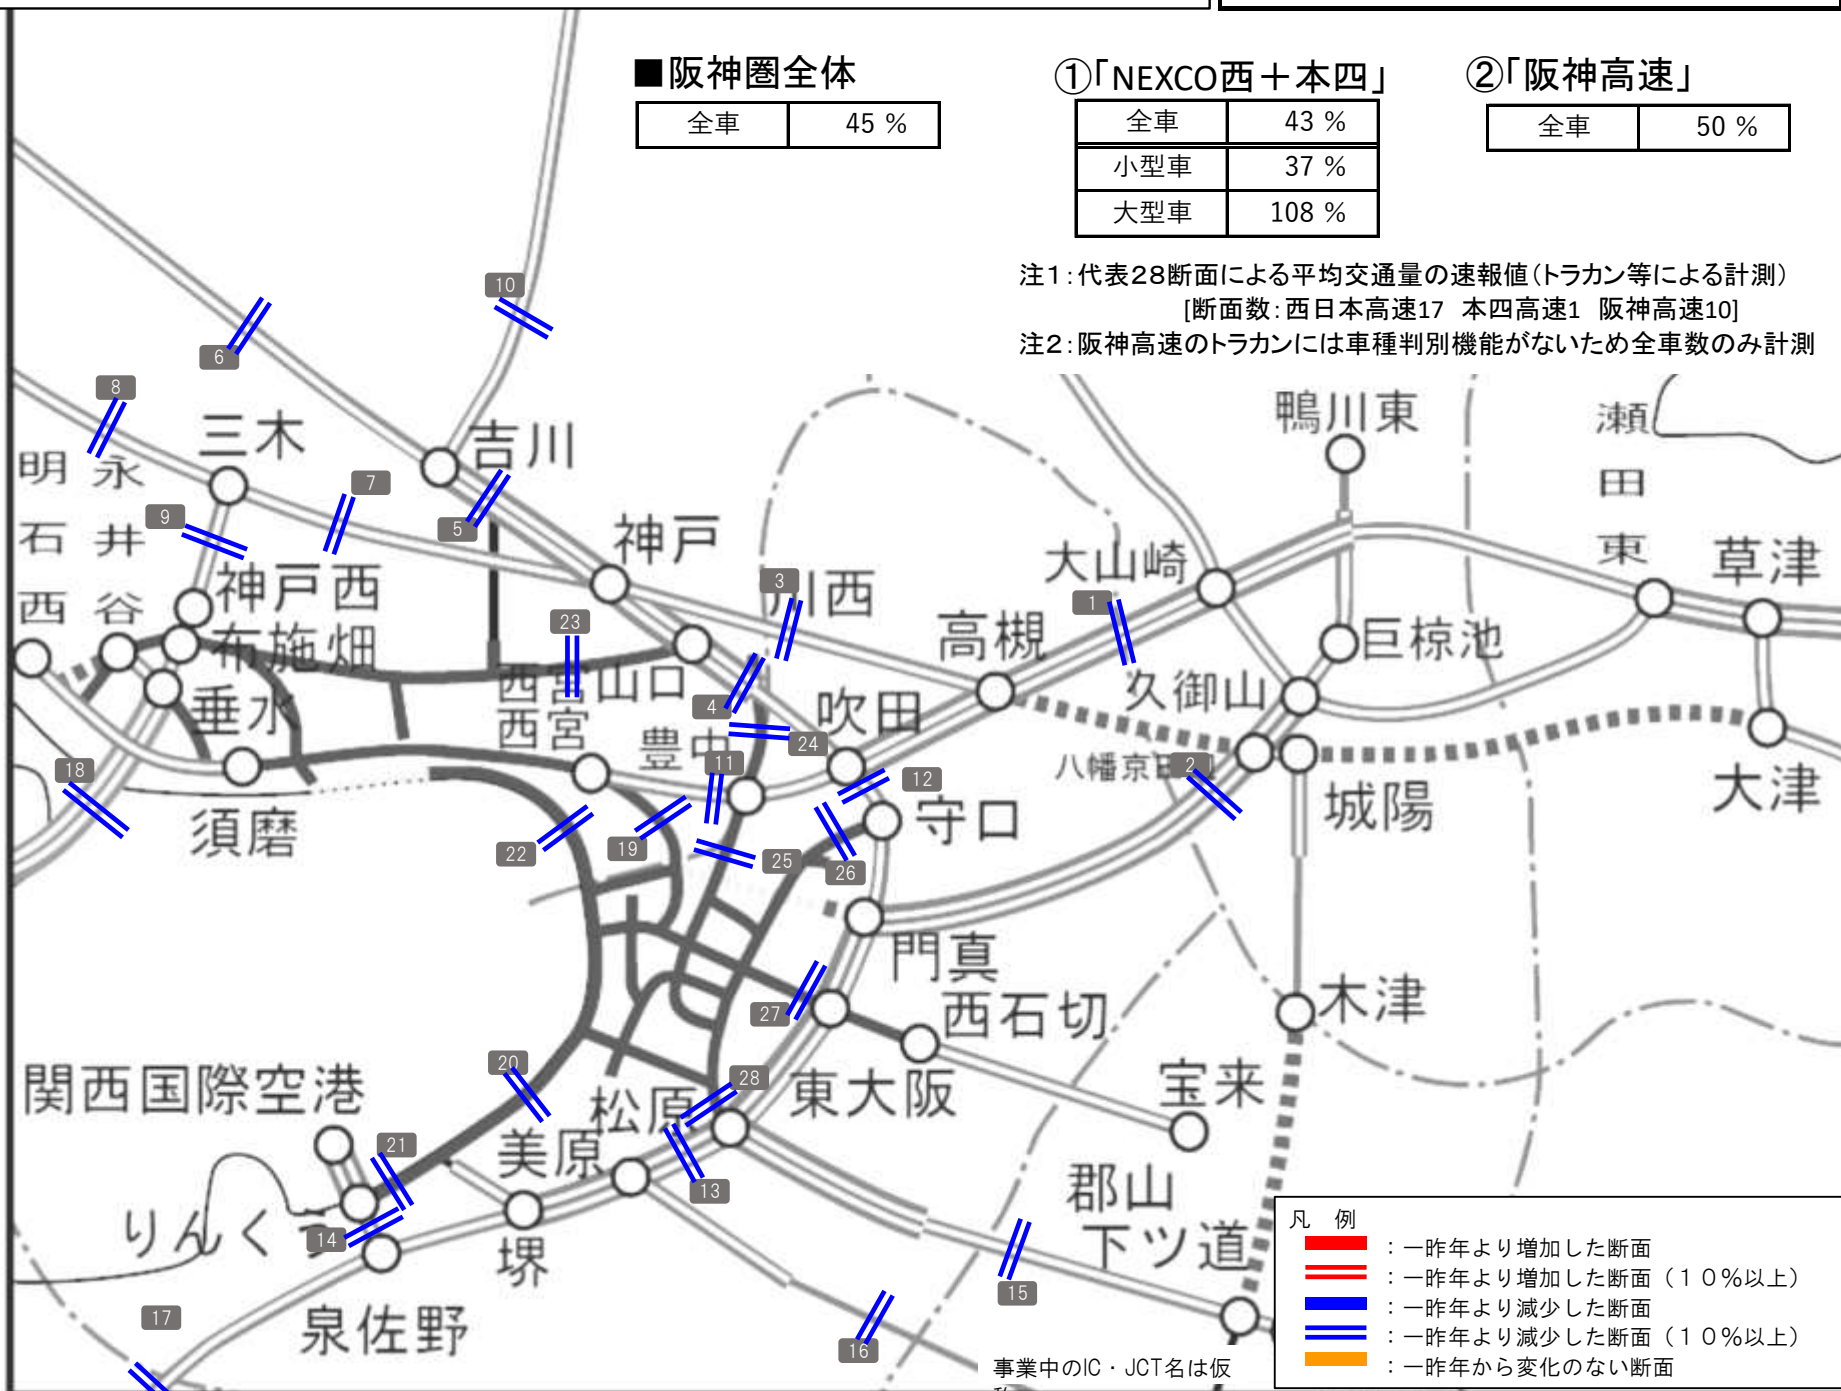 ■阪神圏全体
全車 45 %
①「NEXCO西＋本四」
全車 43 %
小型車 37 %
大型車 108 %
②「阪神高速」
全車 50 %
注1：代表28断面による平均交通量の速報値（トラカン等による計測）
[断面数：西日本高速17 本四高速1 阪神高速10]
注2：阪神高速のトラカンには車種判別機能がないため全車数のみ計測
10
6
8
三木
吉川
鴨川東
瀬田東
明石西
永井谷
7
9
5
神戸
大山崎
草津
神戸西
3
川西
1
高槻
布施畑
23
巨椋池
西宮山口
久御山
垂水
4
吹田
西宮
豊中
24
18
11
12
八幡京田辺
2
城陽
大津
須磨
守口
22
19
25
26
門真
27
西石切
木津
関西国際空港
20
松原
28
東大阪
宝来
21
美原
13
郡山
下ツ道
りんくう
14
堺
15
17
泉佐野
16
事業中のIC・JCT名は仮
凡 例
：一昨年より増加した断面
：一昨年より増加した断面（１０％以上）
：一昨年より減少した断面
：一昨年より減少した断面（１０％以上）
：一昨年から変化のない断面